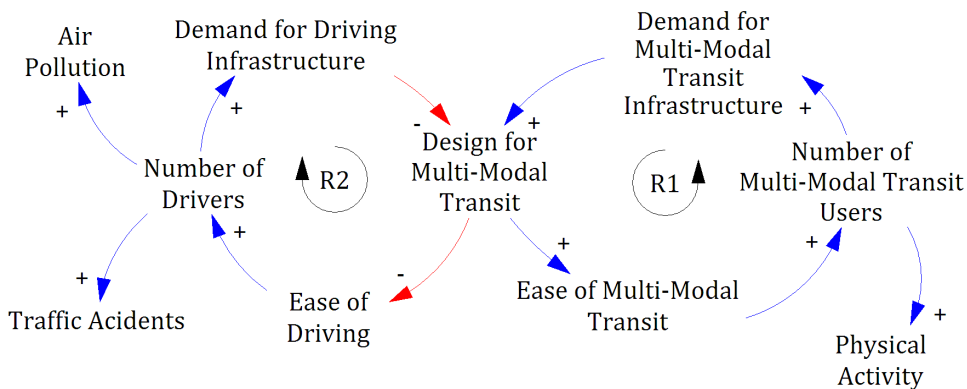 Air
Pollution
+
Demand for Driving
Infrastructure
+
-
Demand for
Multi-Modal
Transit
Infrastructure
+
+
Number of
Drivers
R2
Design for
Multi-Modal
Transit
R1
Number of
Multi-Modal Transit
Users
+
+
-
+
+
Traffic Acidents
Ease of
Driving
Ease of Multi-Modal
Transit
+
Physical
Activity